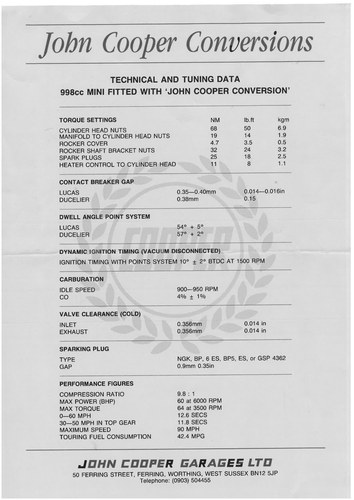 John Cooper Conversions
TECHNICAL AND TUNING DATA
998cc MINI FITTED WITH 'JOHN COOPER CONVERSION'
TORQUE SETTINGS NM lb.ft kgm
CYLINDER HEAD NUTS 68 50 6.9
MANIFOLD TO CYLINDER HEAD NUTS 19 14 1.9
ROCKER COVER 4.7 3.5 0.5
ROCKER SHAFT BRACKET NUTS 32 24 3.2
SPARK PLUGS 25 18 2.5
HEATER CONTROL TO CYLINDER HEAD 11 8 1.1
CONTACT BREAKER GAP
LUCAS 0.35—0.40mm 0.014—0.016in
DUCELIER 0.38mm 0.15
DWELL ANGLE POINT SYSTEM
LUCAS 54° + 5°
DUCELIER 57° + 2°
DYNAMIC IGNITION TIMING (VACUUM DISCONNECTED)
IGNITION TIMING WITH POINTS SYSTEM 10° ± 2° BTDC AT 1500 RPM
COOPER
CARBURATION
IDLE SPEED 900—950 RPM
CO 4% ± 1%
VALVE CLEARANCE (COLD)
INLET 0.356mm 0.014 in
EXHAUST 0.356mm 0.014 in
SPARKING PLUG
TYPE NGK, BP, 6 ES, BP5, ES, or GSP 4362
GAP 0.9mm 0.35in
PERFORMANCE FIGURES
COMPRESSION RATIO 9.8 : 1
MAX POWER (BHP) 60 at 6000 RPM
MAX TORQUE 64 at 3500 RPM
0—60 MPH 12.6 SECS
30—50 MPH IN TOP GEAR 11.8 SECS
MAXIMUM SPEED 90 MPH
TOURING FUEL CONSUMPTION 42.4 MPG
JOHN COOPER GARAGES LTD
50 FERRING STREET, FERRING, WORTHING, WEST SUSSEX BN12 5JP
Telephone: (0903) 504455